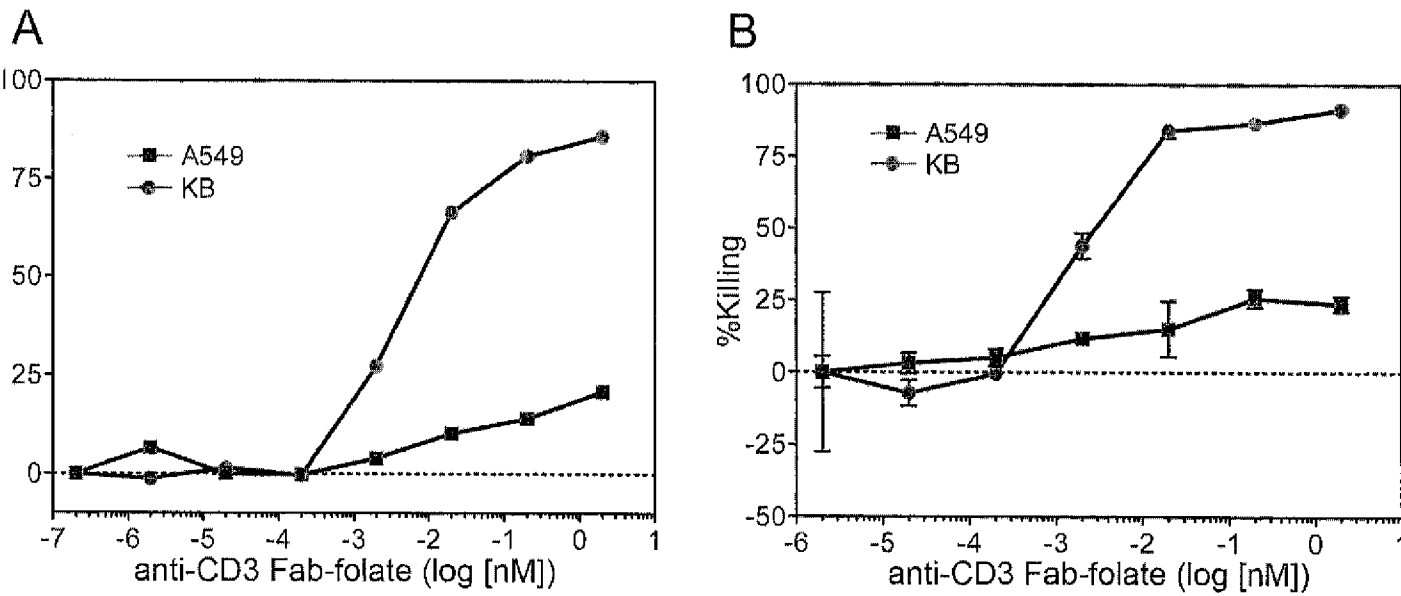 A
100
75
50
25
0
A549
KB
-7 -6 -5 -4 -3 -2 -1 0 1
anti-CD3 Fab-folate (log [nM])
B
%Killing
100
75
50
25
0
-25
-50
A549
KB
-6 -5 -4 -3 -2 -1 0 1
anti-CD3 Fab-folate (log [nM])